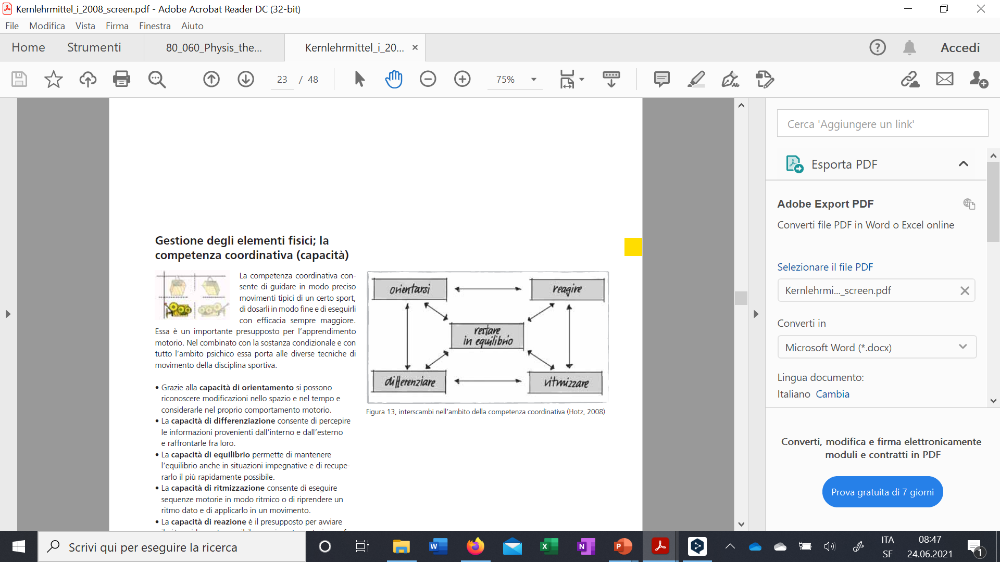 Kernlehrmittel_i_2008_screen.pdf - Adobe Acrobat Reader DC (32-bit)
File Modifica Vista Firma Finestra Aiuto
Home Strumenti 80_060_Physis_the... Kernlehrmittel_i_20... Accedi
23 / 48 75%
Gestione degli elementi fisici; la
competenza coordinativa (capacità)
La competenza coordinativa con-
sente di guidare in modo preciso
movimenti tipici di un certo sport,
di dosarli in modo fine e di eseguirli
con efficacia sempre maggiore.
Essa è un importante presupposto per l'apprendimento
motorio. Nel combinato con la sostanza condizionale e con
tutto l'ambito psichico essa porta alle diverse tecniche di
movimento della disciplina sportiva.
• Grazie alla capacità di orientamento si possono
riconoscere modificazioni nello spazio e nel tempo e
considerarle nel proprio comportamento motorio.
• La capacità di differenziazione consente di percepire
le informazioni provenienti dall'interno e dall'esterno
e raffrontarle fra loro.
• La capacità di equilibrio permette di mantenere
l'equilibrio anche in situazioni impegnative e di recupe-
rarlo il più rapidamente possibile.
• La capacità di ritmizzazione consente di eseguire
sequenze motorie in modo ritmico o di riprendere un
ritmo dato e di applicarlo in un movimento.
• La capacità di reazione è il presupposto per avviare
orientarsi
reagire
restare
in equilibrio
differenziare
ritmizzare
Figura 13, interscambi nell'ambito della competenza coordinativa (Hotz, 2008)
Cerca 'Aggiungere un link'
Esporta PDF
Adobe Export PDF
Converti file PDF in Word o Excel online
Selezionare il file PDF
Kernlehrmi..._screen.pdf
Converti in
Microsoft Word (*.docx)
Lingua documento:
Italiano Cambia
Converti, modifica e firma elettronicamente
moduli e contratti in PDF
Prova gratuita di 7 giorni
Scrivi qui per eseguire la ricerca
ITA
SF
08:47
24.06.2021
1